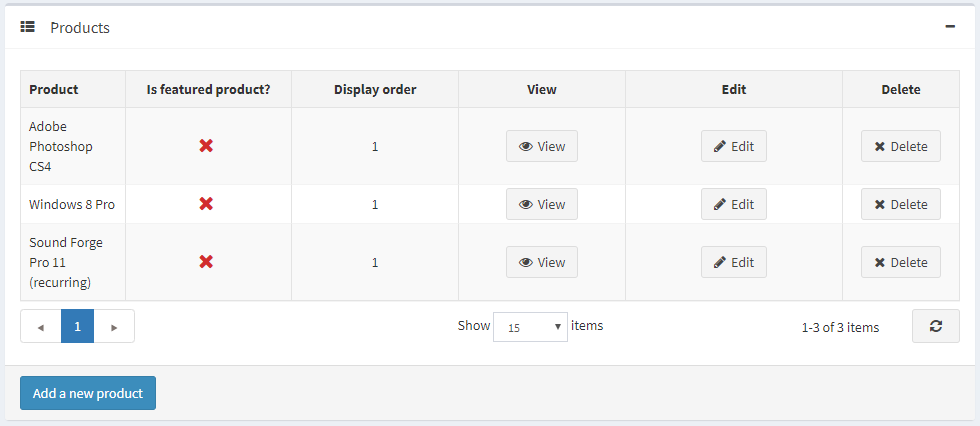 Products
Product Is featured product? Display order View Edit Delete
Adobe
Photoshop
CS4
1 View Edit Delete
Windows 8 Pro 1 View Edit Delete
Sound Forge
Pro 11
(recurring)
1 View Edit Delete
1 Show 15 items 1-3 of 3 items
Add a new product